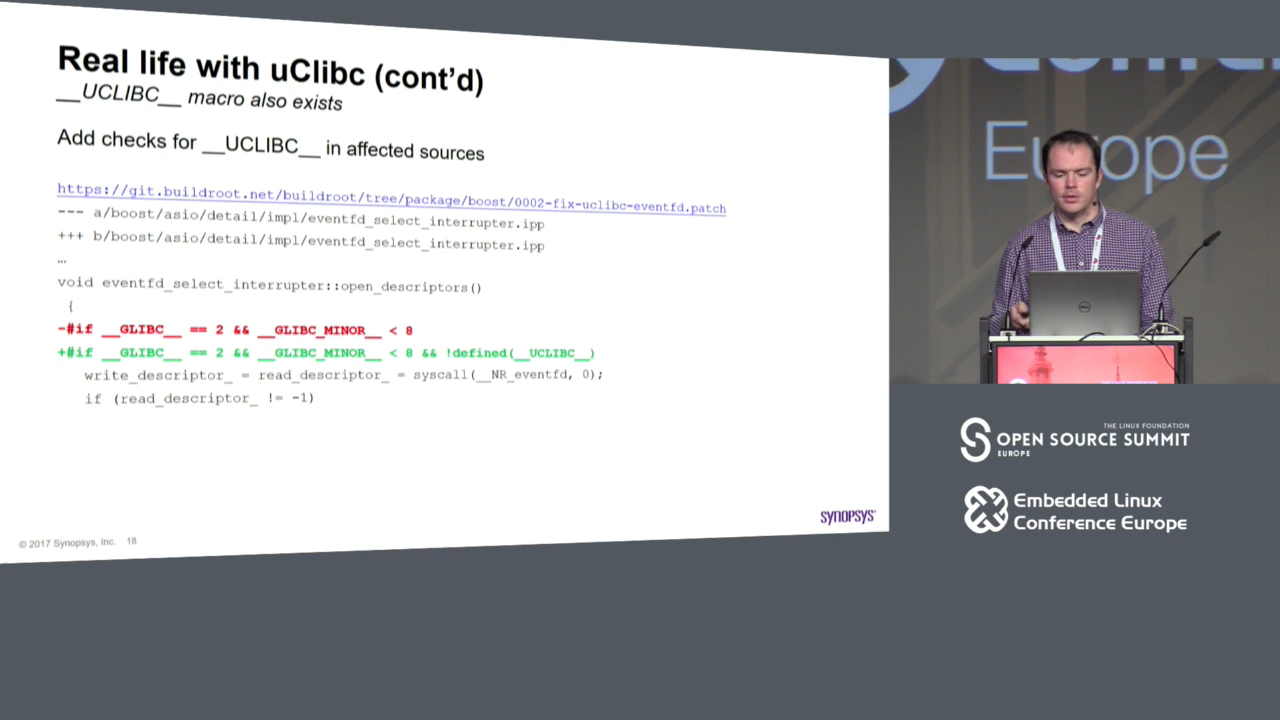 Real life with uClibc (cont'd)
__UCLIBC__ macro also exists
Add checks for __UCLIBC__ in affected sources
https://git.buildroot.net/buildroot/tree/package/boost/0002-fix-uclibc-eventfd.patch
--- a/boost/asio/detail/impl/eventfd_select_interrupter.ipp
+++ b/boost/asio/detail/impl/eventfd_select_interrupter.ipp
…
void eventfd_select_interrupter::open_descriptors()
{
-#if __GLIBC__ == 2 && __GLIBC_MINOR__ < 8
+#if __GLIBC__ == 2 && __GLIBC_MINOR__ < 8 && !defined(__UCLIBC__)
write_descriptor_ = read_descriptor_ = syscall(__NR_eventfd, 0);
if (read_descriptor_ != -1)
SYNOPSYS
© 2017 Synopsys, Inc. 18
Europe
DELL
THE LINUX FOUNDATION
OPEN SOURCE SUMMIT
EUROPE
Embedded Linux
Conference Europe